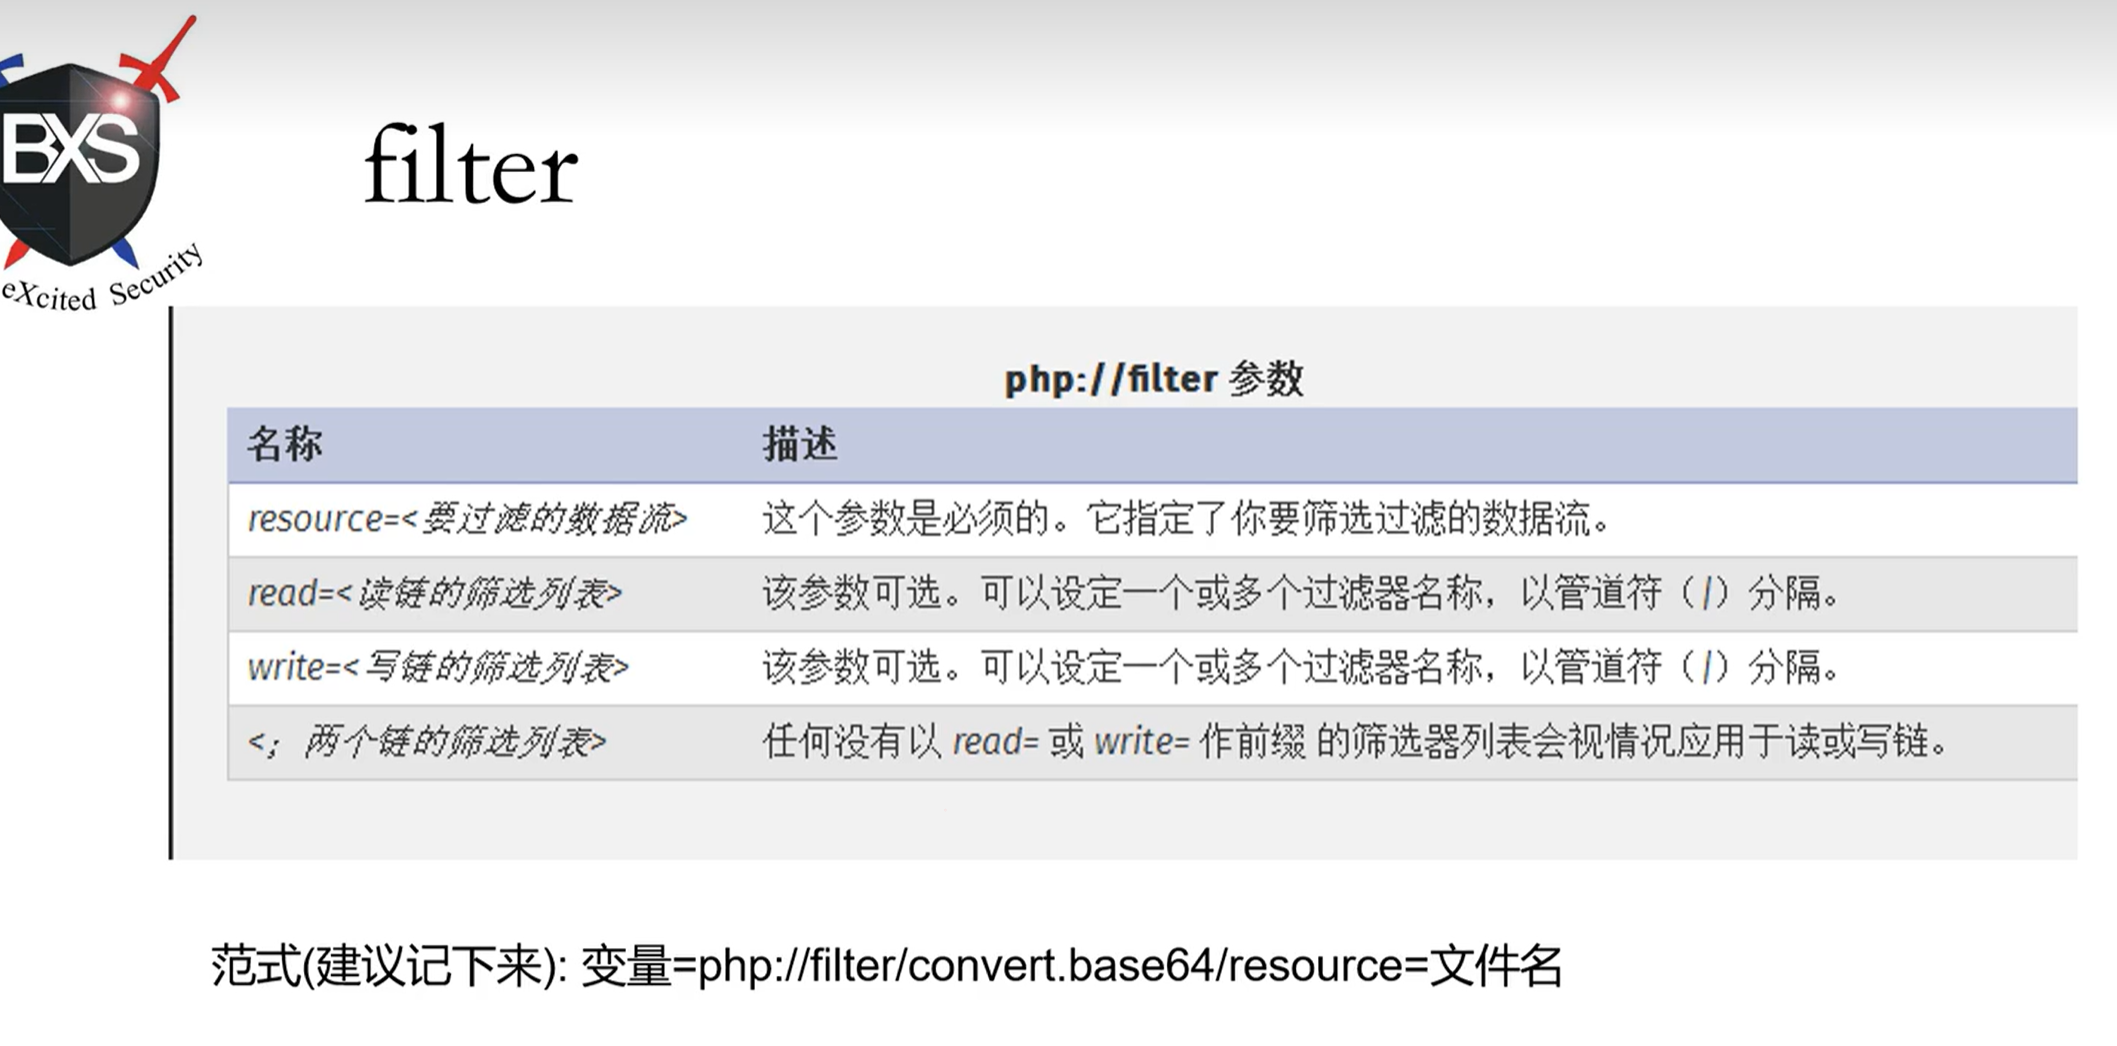 BXS
eXcited Security
filter
php://filter 参数
名称 描述
resource=<要过滤的数据流> 这个参数是必须的。它指定了你要筛选过滤的数据流。
read=<读链的筛选列表> 该参数可选。可以设定一个或多个过滤器名称，以管道符（|）分隔。
write=<写链的筛选列表> 该参数可选。可以设定一个或多个过滤器名称，以管道符（|）分隔。
<；两个链的筛选列表> 任何没有以 read= 或 write= 作前缀 的筛选器列表会视情况应用于读或写链。
范式(建议记下来): 变量=php://filter/convert.base64/resource=文件名